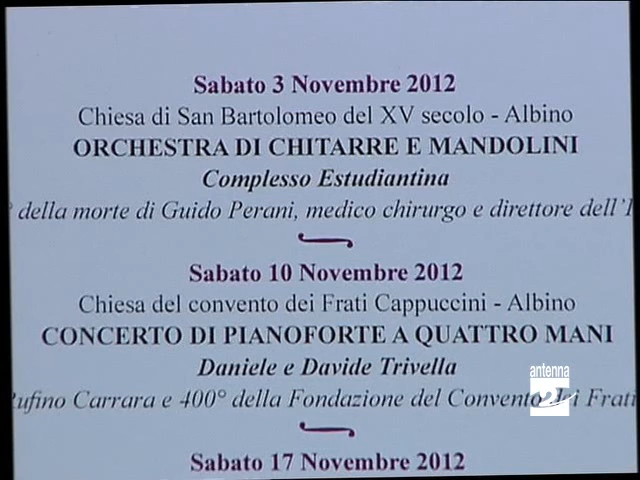 Sabato 3 Novembre 2012
Chiesa di San Bartolomeo del XV secolo - Albino
ORCHESTRA DI CHITARRE E MANDOLINI
Complesso Estudiantina
della morte di Guido Perani, medico chirurgo e direttore dell'
Sabato 10 Novembre 2012
Chiesa del convento dei Frati Cappuccini - Albino
CONCERTO DI PIANOFORTE A QUATTRO MANI
Daniele e Davide Trivella
antenna
2
Rufino Carrara e 400° della Fondazione del Convento dei Frati
Sabato 17 Novembre 2012